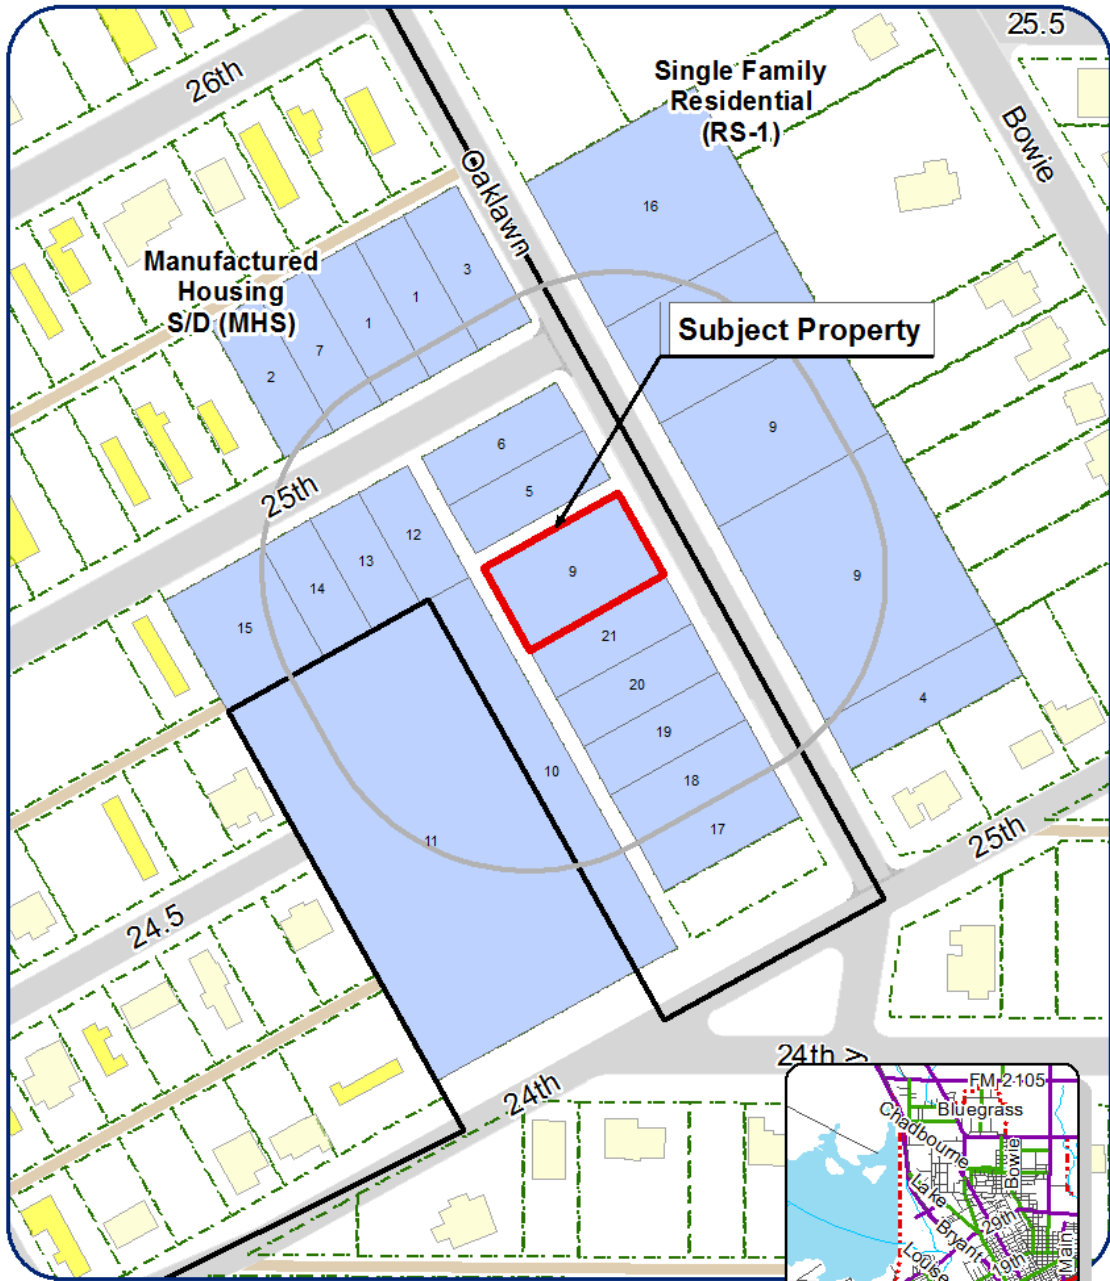 25.5
26th
Single Family
Residential
(RS-1)
Bowie
Oaklawn
16
Manufactured
Housing
S/D (MHS)
3
1
1
7
2
Subject Property
9
6
5
25th
12
13
14
15
9
9
21
20
19
18
17
4
10
11
25th
24.5
24th
24th y
FM 2105
Bluegrass
Chadbourne
Bowie
Lake
29th
Bryant
Louise
19th
Main